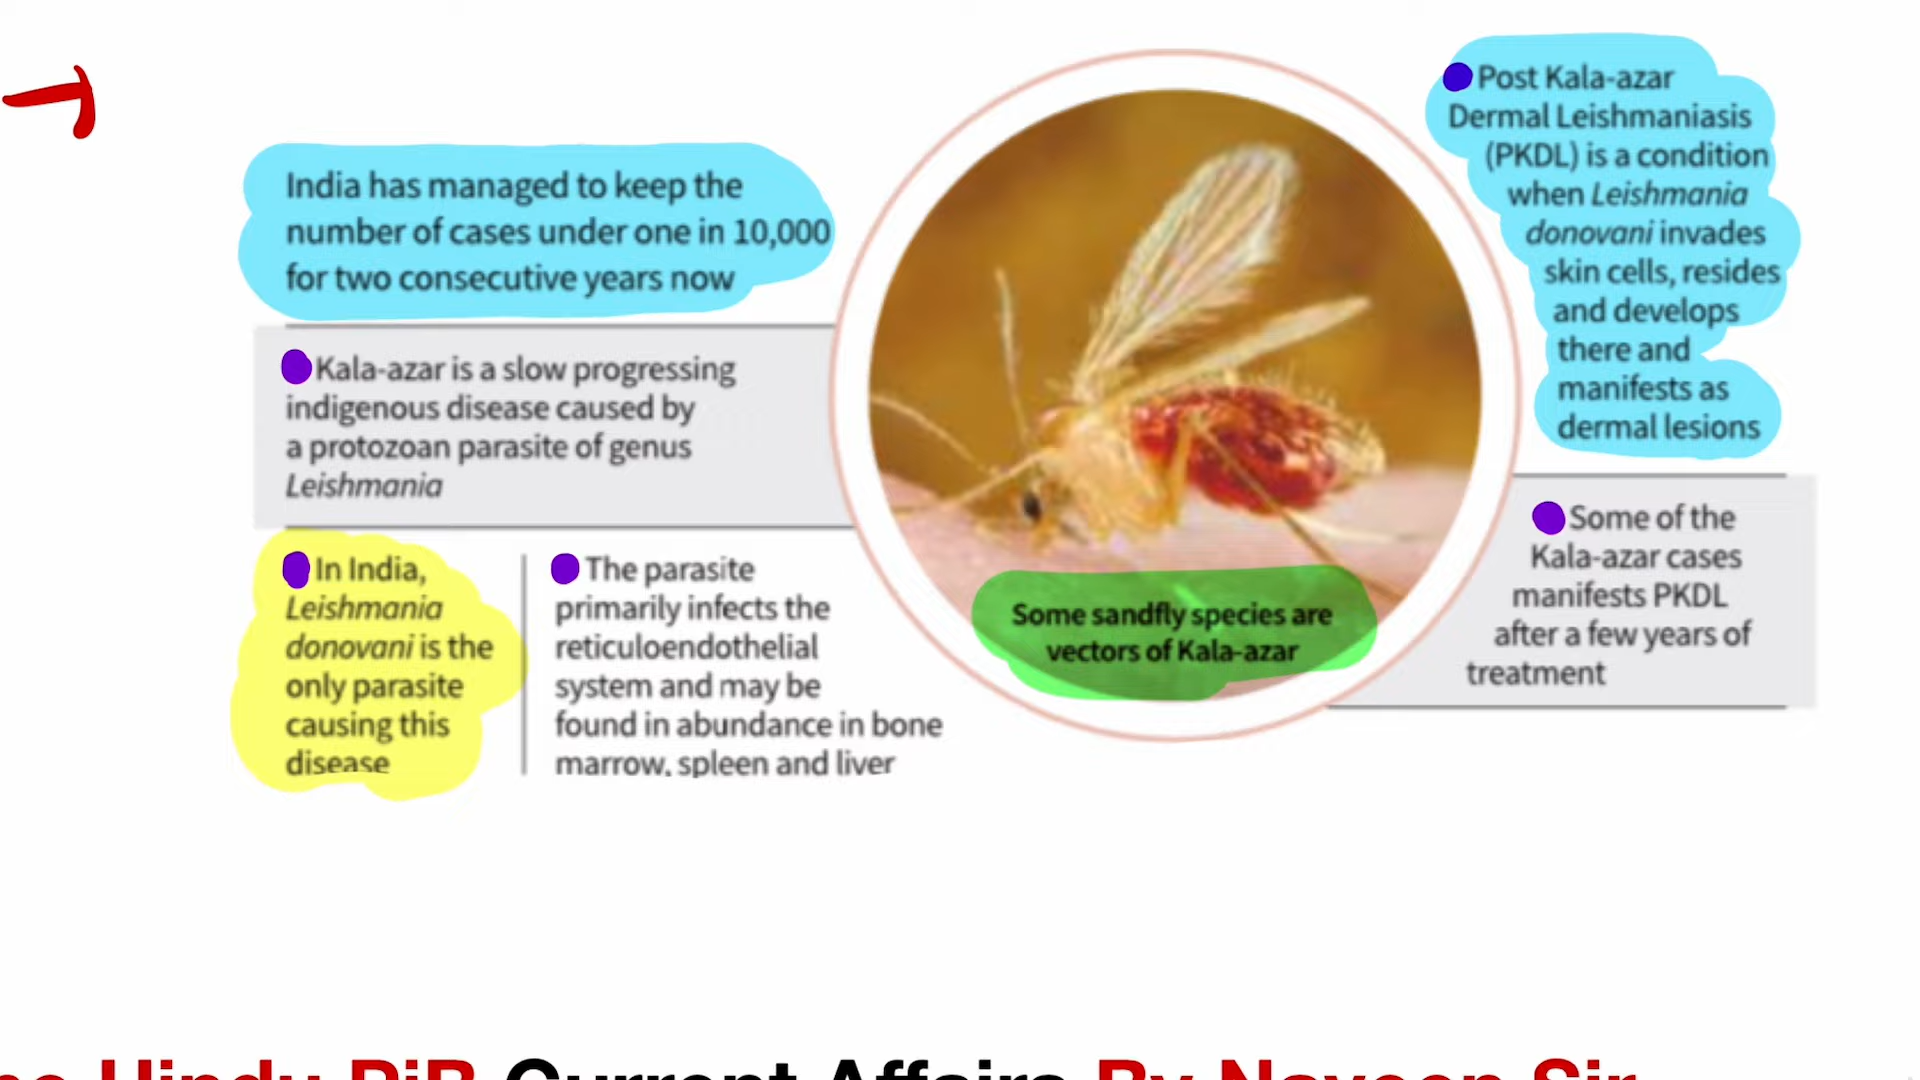 India has managed to keep the
number of cases under one in 10,000
for two consecutive years now
Kala-azar is a slow progressing
indigenous disease caused by
a protozoan parasite of genus
Leishmania
In India,
Leishmania
donovani is the
only parasite
causing this
disease
The parasite
primarily infects the
reticuloendothelial
system and may be
found in abundance in bone
marrow, spleen and liver
Some sandfly species are
vectors of Kala-azar
Post Kala-azar
Dermal Leishmaniasis
(PKDL) is a condition
when Leishmania
donovani invades
skin cells, resides
and develops
there and
manifests as
dermal lesions
Some of the
Kala-azar cases
manifests PKDL
after a few years of
treatment
Hindu PiB Current Affairs By Naveen Sir